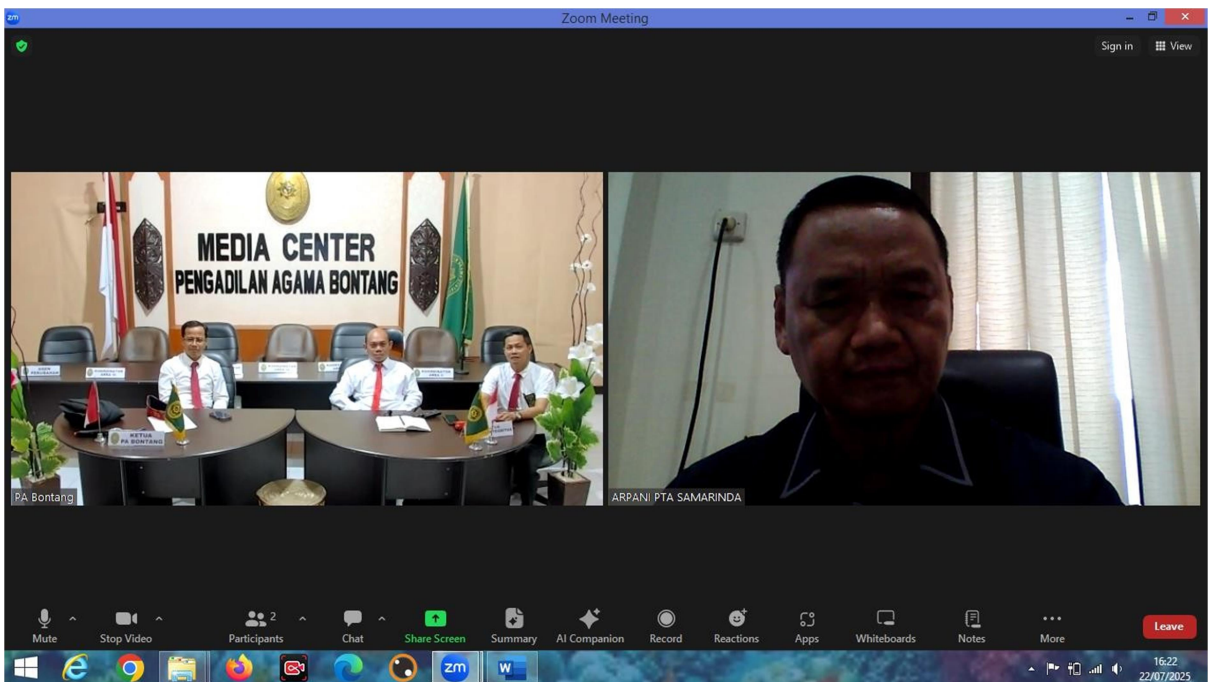 zm
Zoom Meeting
Sign in
View
MEDIA CENTER
PENGADILAN AGAMA BONTANG
KETUA
PA BONTANG
PA Bontang
ARPANI PTA SAMARINDA
2
Mute
Stop Video
Participants
Chat
Share Screen
Summary
AI Companion
Record
Reactions
Apps
Whiteboards
Notes
More
Leave
zm
W
16:22
22/07/2025